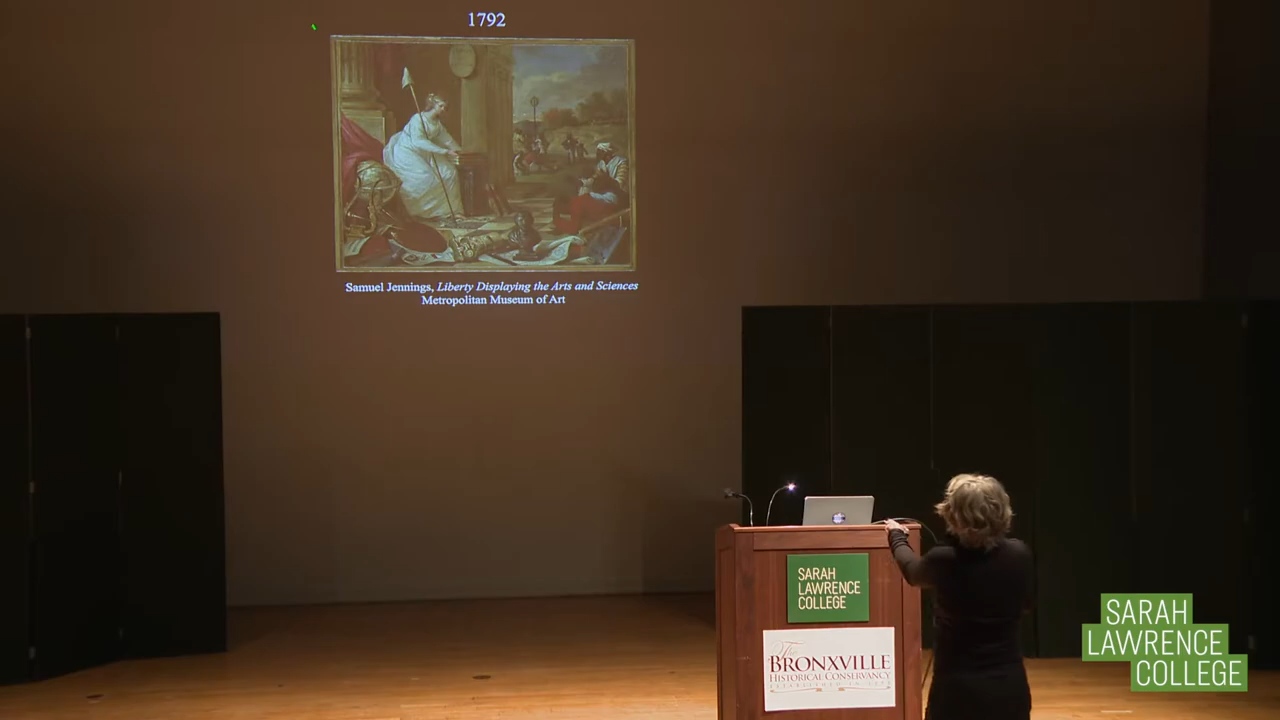 1792
Samuel Jennings, Liberty Displaying the Arts and Sciences
Metropolitan Museum of Art
SARAH
LAWRENCE
COLLEGE
The
BRONXVILLE
HISTORICAL CONSERVANCY
SARAH
LAWRENCE
COLLEGE